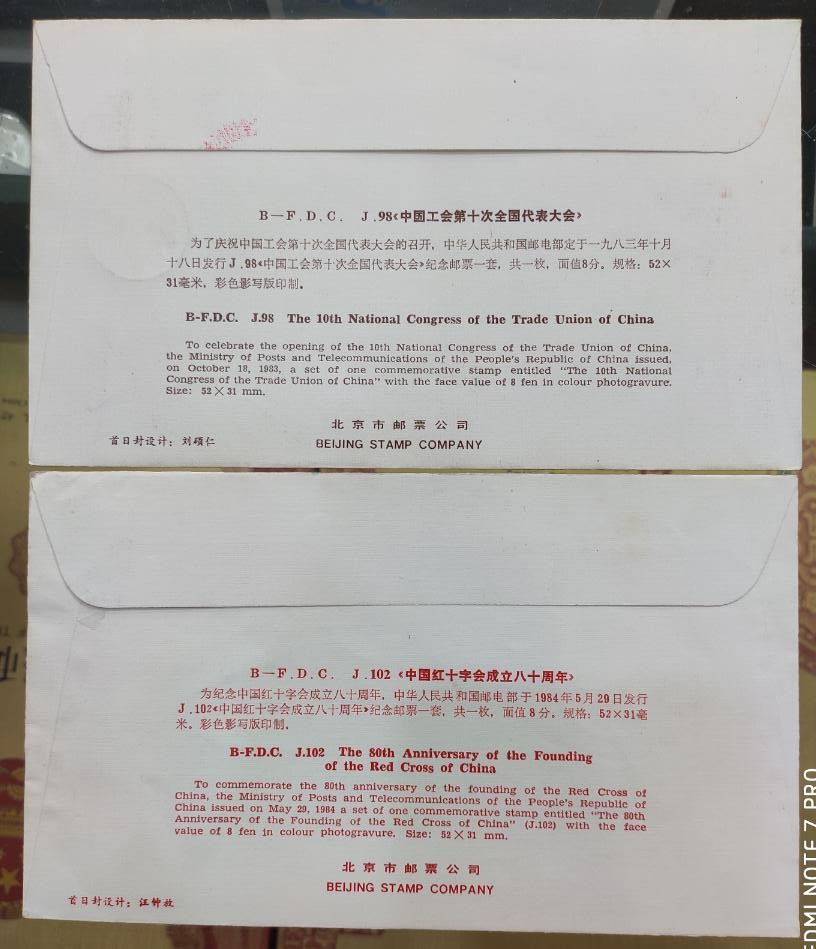 B—F.D.C. J.98《中国工会第十次全国代表大会》
为了庆祝中国工会第十次全国代表大会的召开，中华人民共和国邮电部定于一九八三年十月
十八日发行J.98《中国工会第十次全国代表大会》纪念邮票一套，共一枚，面值8分。规格：52×
31毫米，彩色影写版印制。
B-F.D.C. J.98 The 10th National Congress of the Trade Union of China
To celebrate the opening of the 10th National Congress of the Trade Union of China,
the Ministry of Posts and Telecommunications of the People's Republic of China issued,
on October 18, 1983, a set of one commemorative stamp entitled "The 10th National
Congress of the Trade Union of China" with the face value of 8 fen in colour photogravure.
Size: 52×31 mm.
北京市邮票公司
首日封设计：刘硕仁
BEIJING STAMP COMPANY
B—F.D.C. J.102《中国红十字会成立八十周年》
为纪念中国红十字会成立八十周年，中华人民共和国邮电部于1984年5月29日发行
J.102《中国红十字会成立八十周年》纪念邮票一套，共一枚，面值8分。规格：52×31毫
米。彩色影写版印制。
B-F.D.C. J.102 The 80th Anniversary of the Founding
of the Red Cross of China
To commemorate the 80th anniversary of the founding of the Red Cross of
China, the Ministry of Posts and Telecommunications of the People's Republic of
China issued on May 29, 1984 a set of one commemorative stamp entitled "The 80th
Anniversary of the Founding of the Red Cross of China" (J.102) with the face
value of 8 fen in colour photogravure. Size: 52×31 mm.
北京市邮票公司
BEIJING STAMP COMPANY
首日封设计：汪钟放
REDMI NOTE 7 PRO